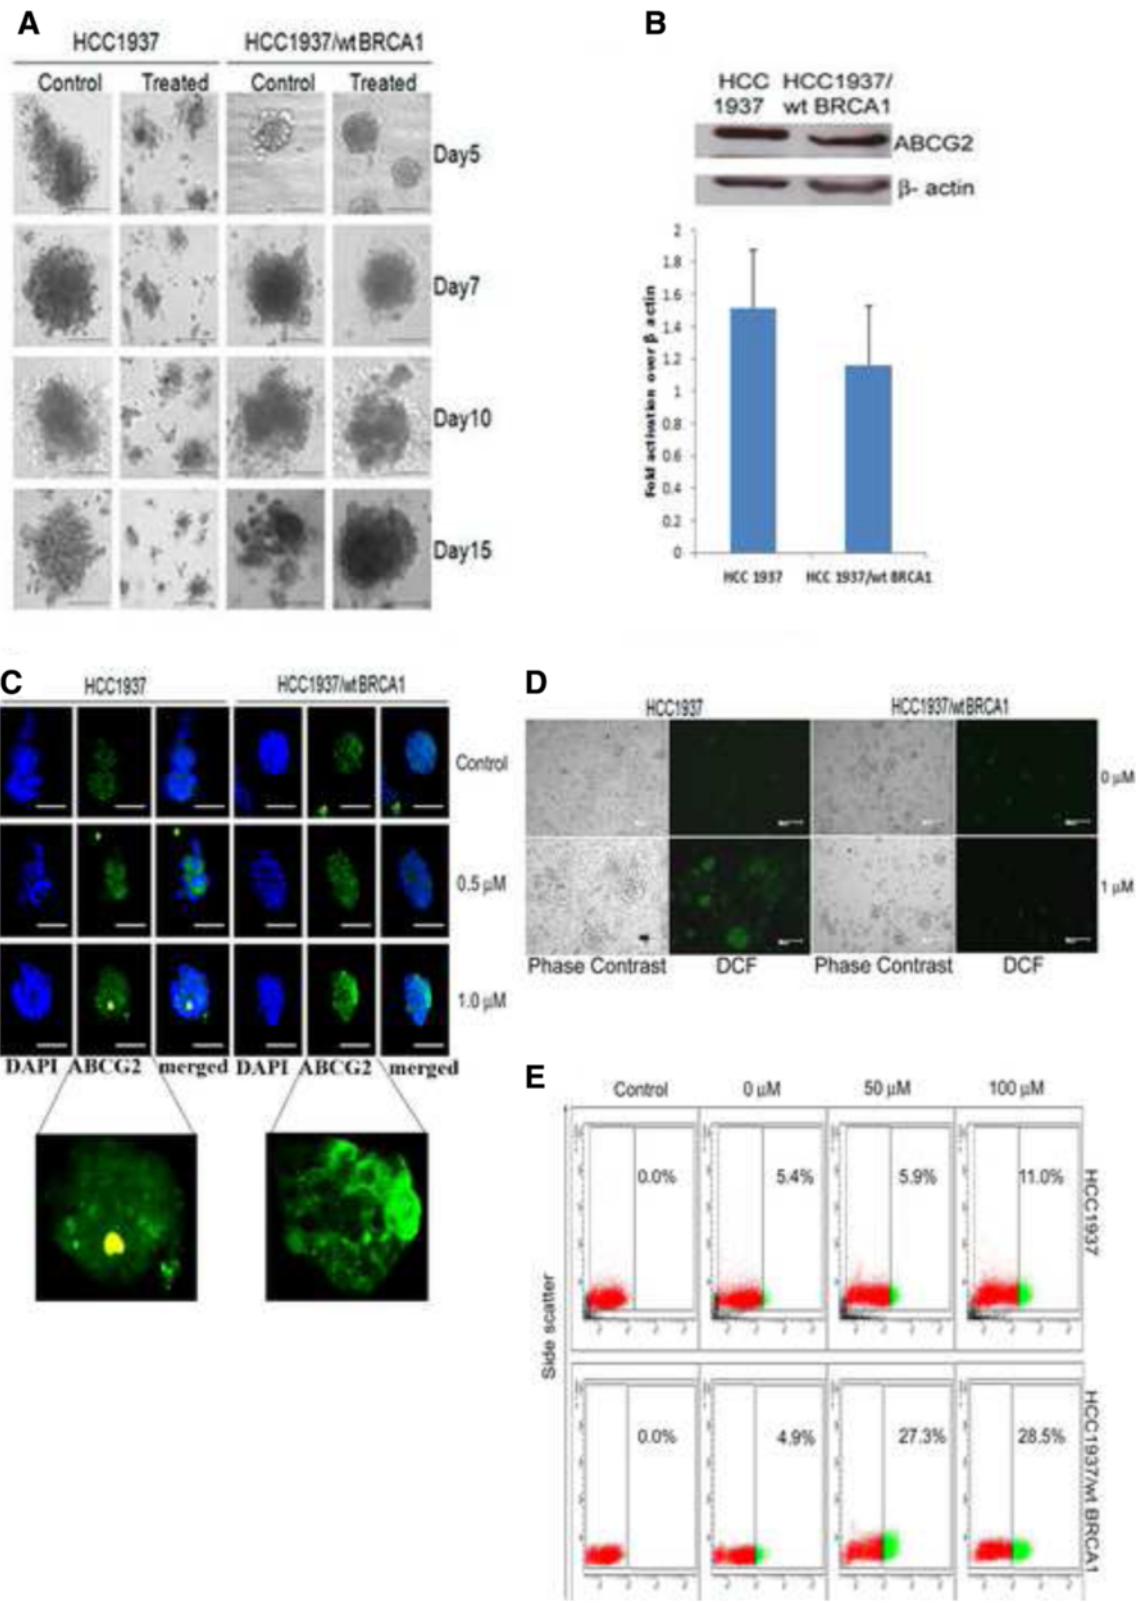 A
HCC1937
HCC1937/wt BRCA1
Control
Treated
Control
Treated
Day5
Day7
Day10
Day15
B
HCC
1937
HCC1937/
wt BRCA1
ABCG2
β- actin
Fold activation over β actin
2
1.8
1.6
1.4
1.2
1
0.8
0.6
0.4
0.2
0
HCC 1937
HCC 1937/wt BRCA1
C
HCC1937
HCC1937/wt BRCA1
Control
0.5 μM
1.0 μM
DAPI
ABCG2
merged
DAPI
ABCG2
merged
D
HCC1937
HCC1937/wt BRCA1
0 μM
1 μM
Phase Contrast
DCF
Phase Contrast
DCF
E
Control
0 μM
50 μM
100 μM
0.0%
5.4%
5.9%
11.0%
HCC1937
Side scatter
0.0%
4.9%
27.3%
28.5%
HCC1937/wt BRCA1